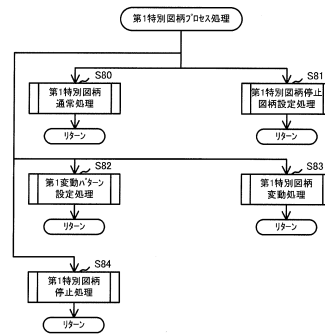 第1特別図柄プロセス処理
S80
第1特別図柄
通常処理
リターン
S81
第1特別図柄停止
図柄設定処理
リターン
S82
第1変動パターン
設定処理
リターン
S83
第1特別図柄
変動処理
リターン
S84
第1特別図柄
停止処理
リターン